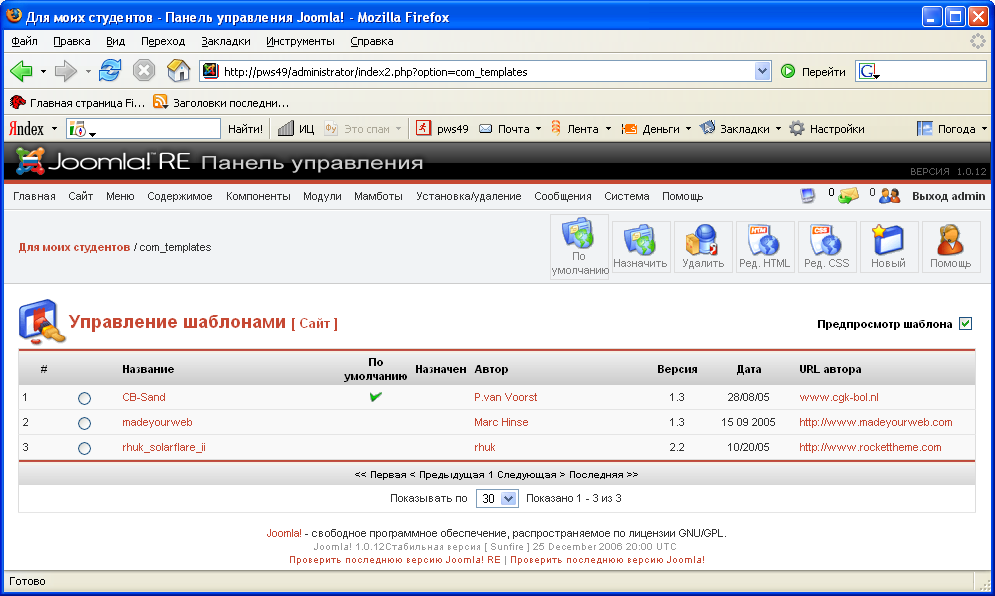 Для моих студентов - Панель управления Joomla! - Mozilla Firefox
Файл Правка Вид Переход Закладки Инструменты Справка
http://pws49/administrator/index2.php?option=com_templates Перейти G
Главная страница Fi... Заголовки последни...
Яndex Найти! ИЦ Это спам pws49 Почта Лента Деньги Закладки Настройки Погода
Joomla!™ RE Панель управления
ВЕРСИЯ 1.0.12
Главная Сайт Меню Содержимое Компоненты Модули Мамботы Установка/удаление Сообщения Система Помощь 0 0 Выход admin
Для моих студентов / com_templates
По умолчанию Назначить Удалить Ред. HTML Ред. CSS Новый Помощь
Управление шаблонами [ Сайт ] Предпросмотр шаблона
# Название По умолчанию Назначен Автор Версия Дата URL автора
1 CB-Sand P.van Voorst 1.3 28/08/05 www.cgk-bol.nl
2 madeyourweb Marc Hinse 1.3 15 09 2005 http://www.madeyourweb.com
3 rhuk_solarflare_ii rhuk 2.2 10/20/05 http://www.rockettheme.com
<< Первая < Предыдущая 1 Следующая > Последняя >>
Показывать по 30 Показано 1 - 3 из 3
Joomla! - свободное программное обеспечение, распространяемое по лицензии GNU/GPL.
Joomla! 1.0.12Стабильная версия [ Sunfire ] 25 December 2006 20:00 UTC
Проверить последнюю версию Joomla! RE | Проверить последнюю версию Joomla!
Готово